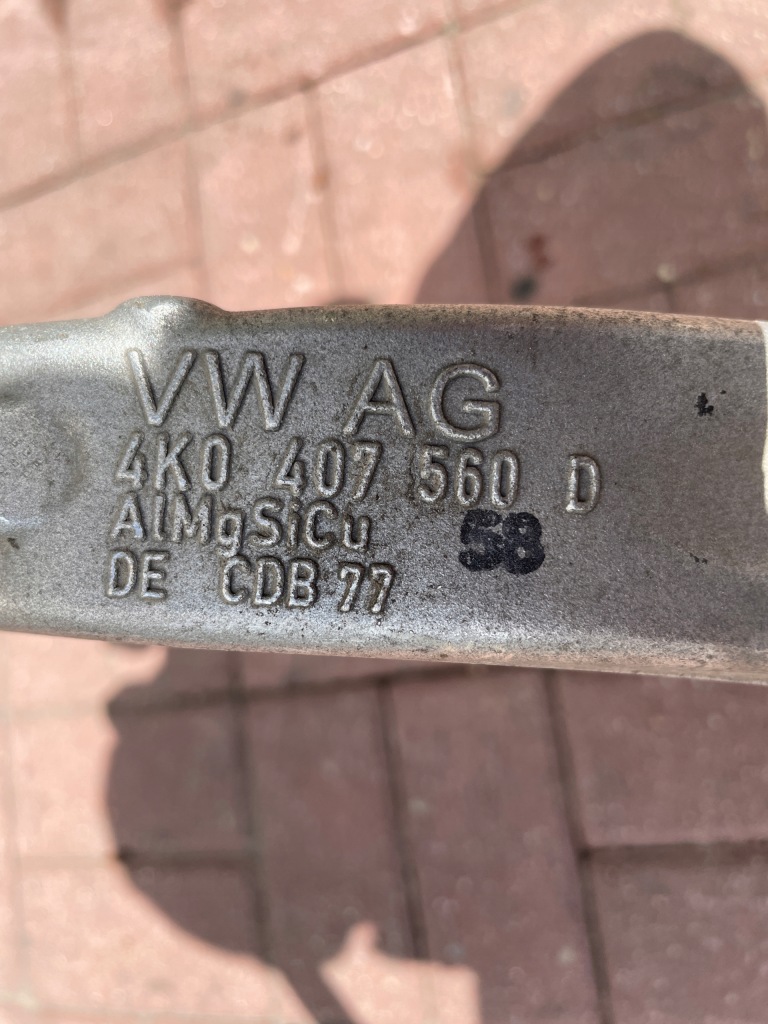 VW AG
4K0 407 560 D
AlMgSiCu 58
DE CDB 77